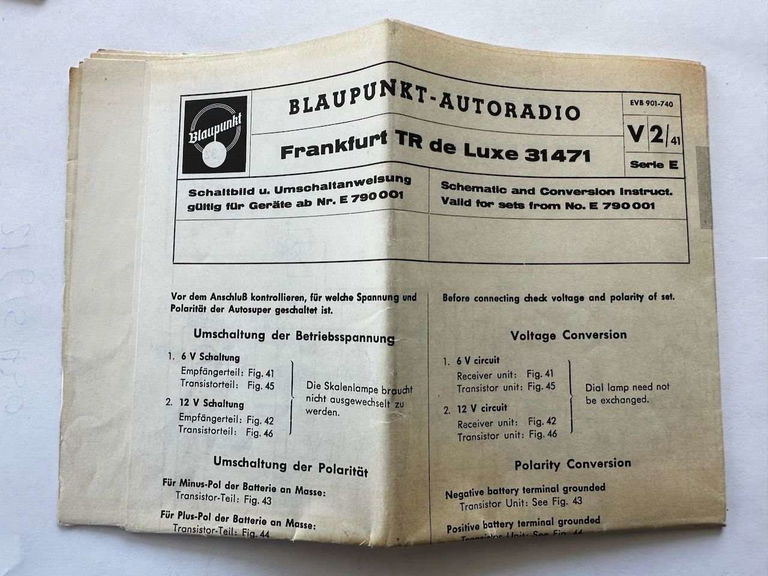 Blaupunkt
BLAUPUNKT-AUTORADIO
Frankfurt TR de Luxe 31471
EVB 901-740
V 2/41
Serie E
Schaltbild u. Umschaltanweisung
gültig für Geräte ab Nr. E 790 001
Schematic and Conversion Instruct.
Valid for sets from No. E 790 001
Vor dem Anschluß kontrollieren, für welche Spannung und
Polarität der Autosuper geschaltet ist.
Umschaltung der Betriebsspannung
1. 6 V Schaltung
Empfängerteil: Fig. 41
Transistorteil: Fig. 45
2. 12 V Schaltung
Empfängerteil: Fig. 42
Transistorteil: Fig. 46
Die Skalenlampe braucht
nicht ausgewechselt zu
werden.
Umschaltung der Polarität
Für Minus-Pol der Batterie an Masse:
Transistor-Teil: Fig. 43
Für Plus-Pol der Batterie an Masse:
Transistor-Teil: Fig. 44
Before connecting check voltage and polarity of set.
Voltage Conversion
1. 6 V circuit
Receiver unit: Fig. 41
Transistor unit: Fig. 45
2. 12 V circuit
Receiver unit: Fig. 42
Transistor unit: Fig. 46
Dial lamp need not
be exchanged.
Polarity Conversion
Negative battery terminal grounded
Transistor Unit: See Fig. 43
Positive battery terminal grounded
Transistor Unit: See Fig. 44